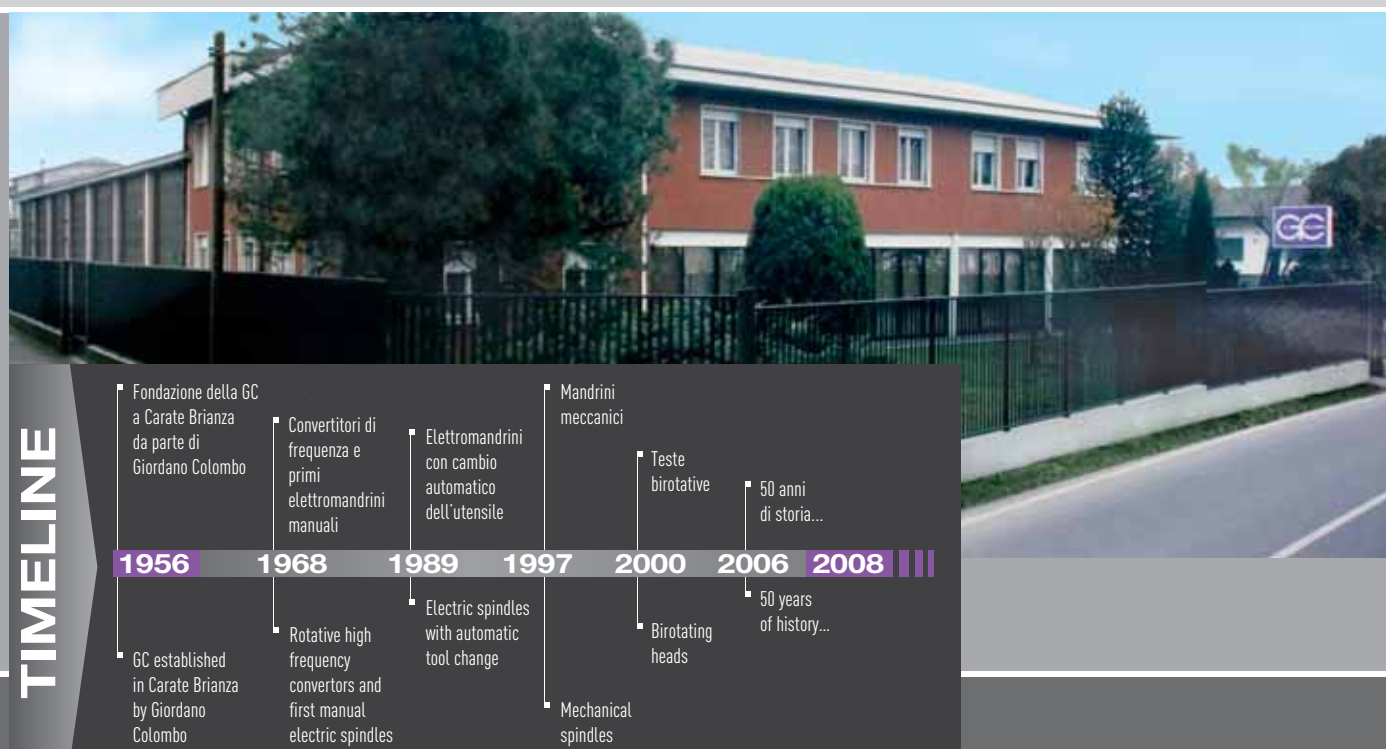 GC
TIMELINE
Fondazione della GC
a Carate Brianza
da parte di
Giordano Colombo
Convertitori di
frequenza e
primi
elettromandrini
manuali
Elettromandrini
con cambio
automatico
dell'utensile
Mandrini
meccanici
Teste
birotative
50 anni
di storia...
1956 1968 1989 1997 2000 2006 2008
GC established
in Carate Brianza
by Giordano
Colombo
Rotative high
frequency
convertors and
first manual
electric spindles
Electric spindles
with automatic
tool change
Mechanical
spindles
Birotating
heads
50 years
of history...